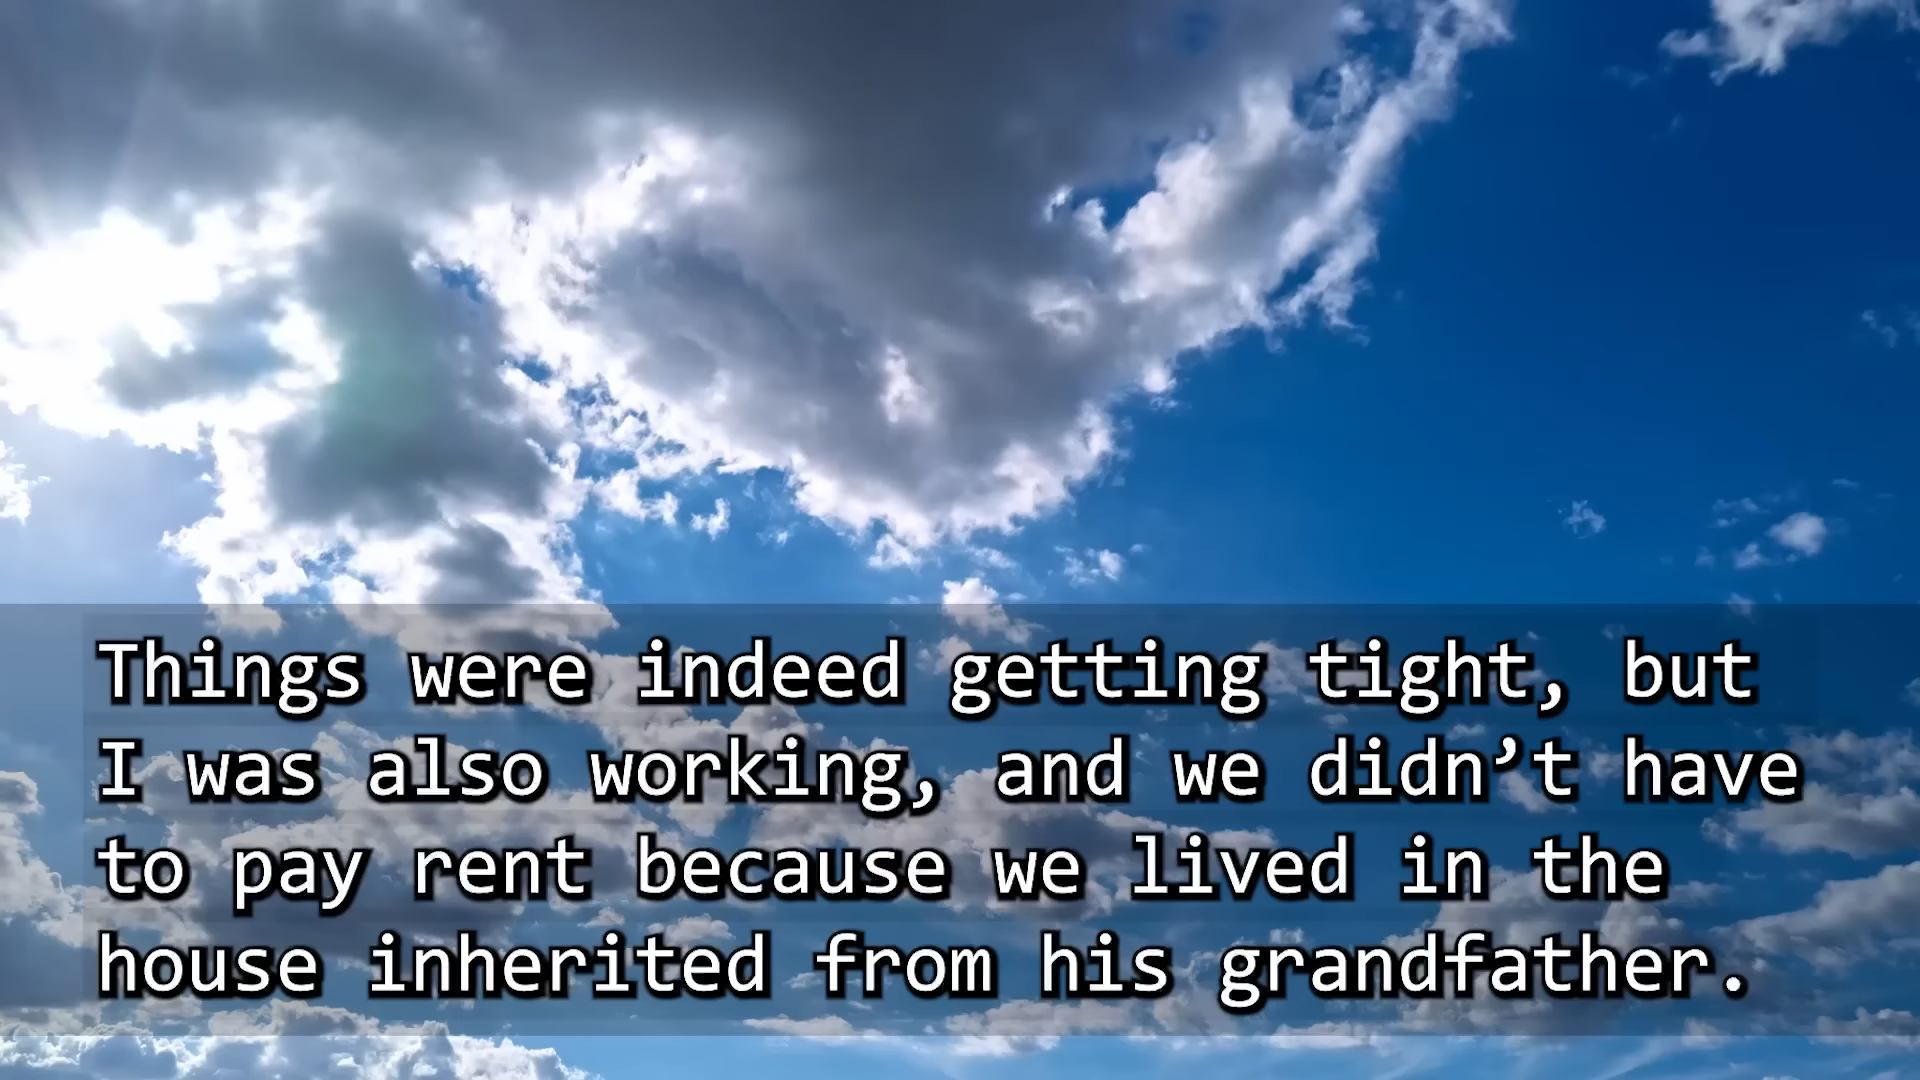 Things were indeed getting tight, but
I was also working, and we didn’t have
to pay rent because we lived in the
house inherited from his grandfather.